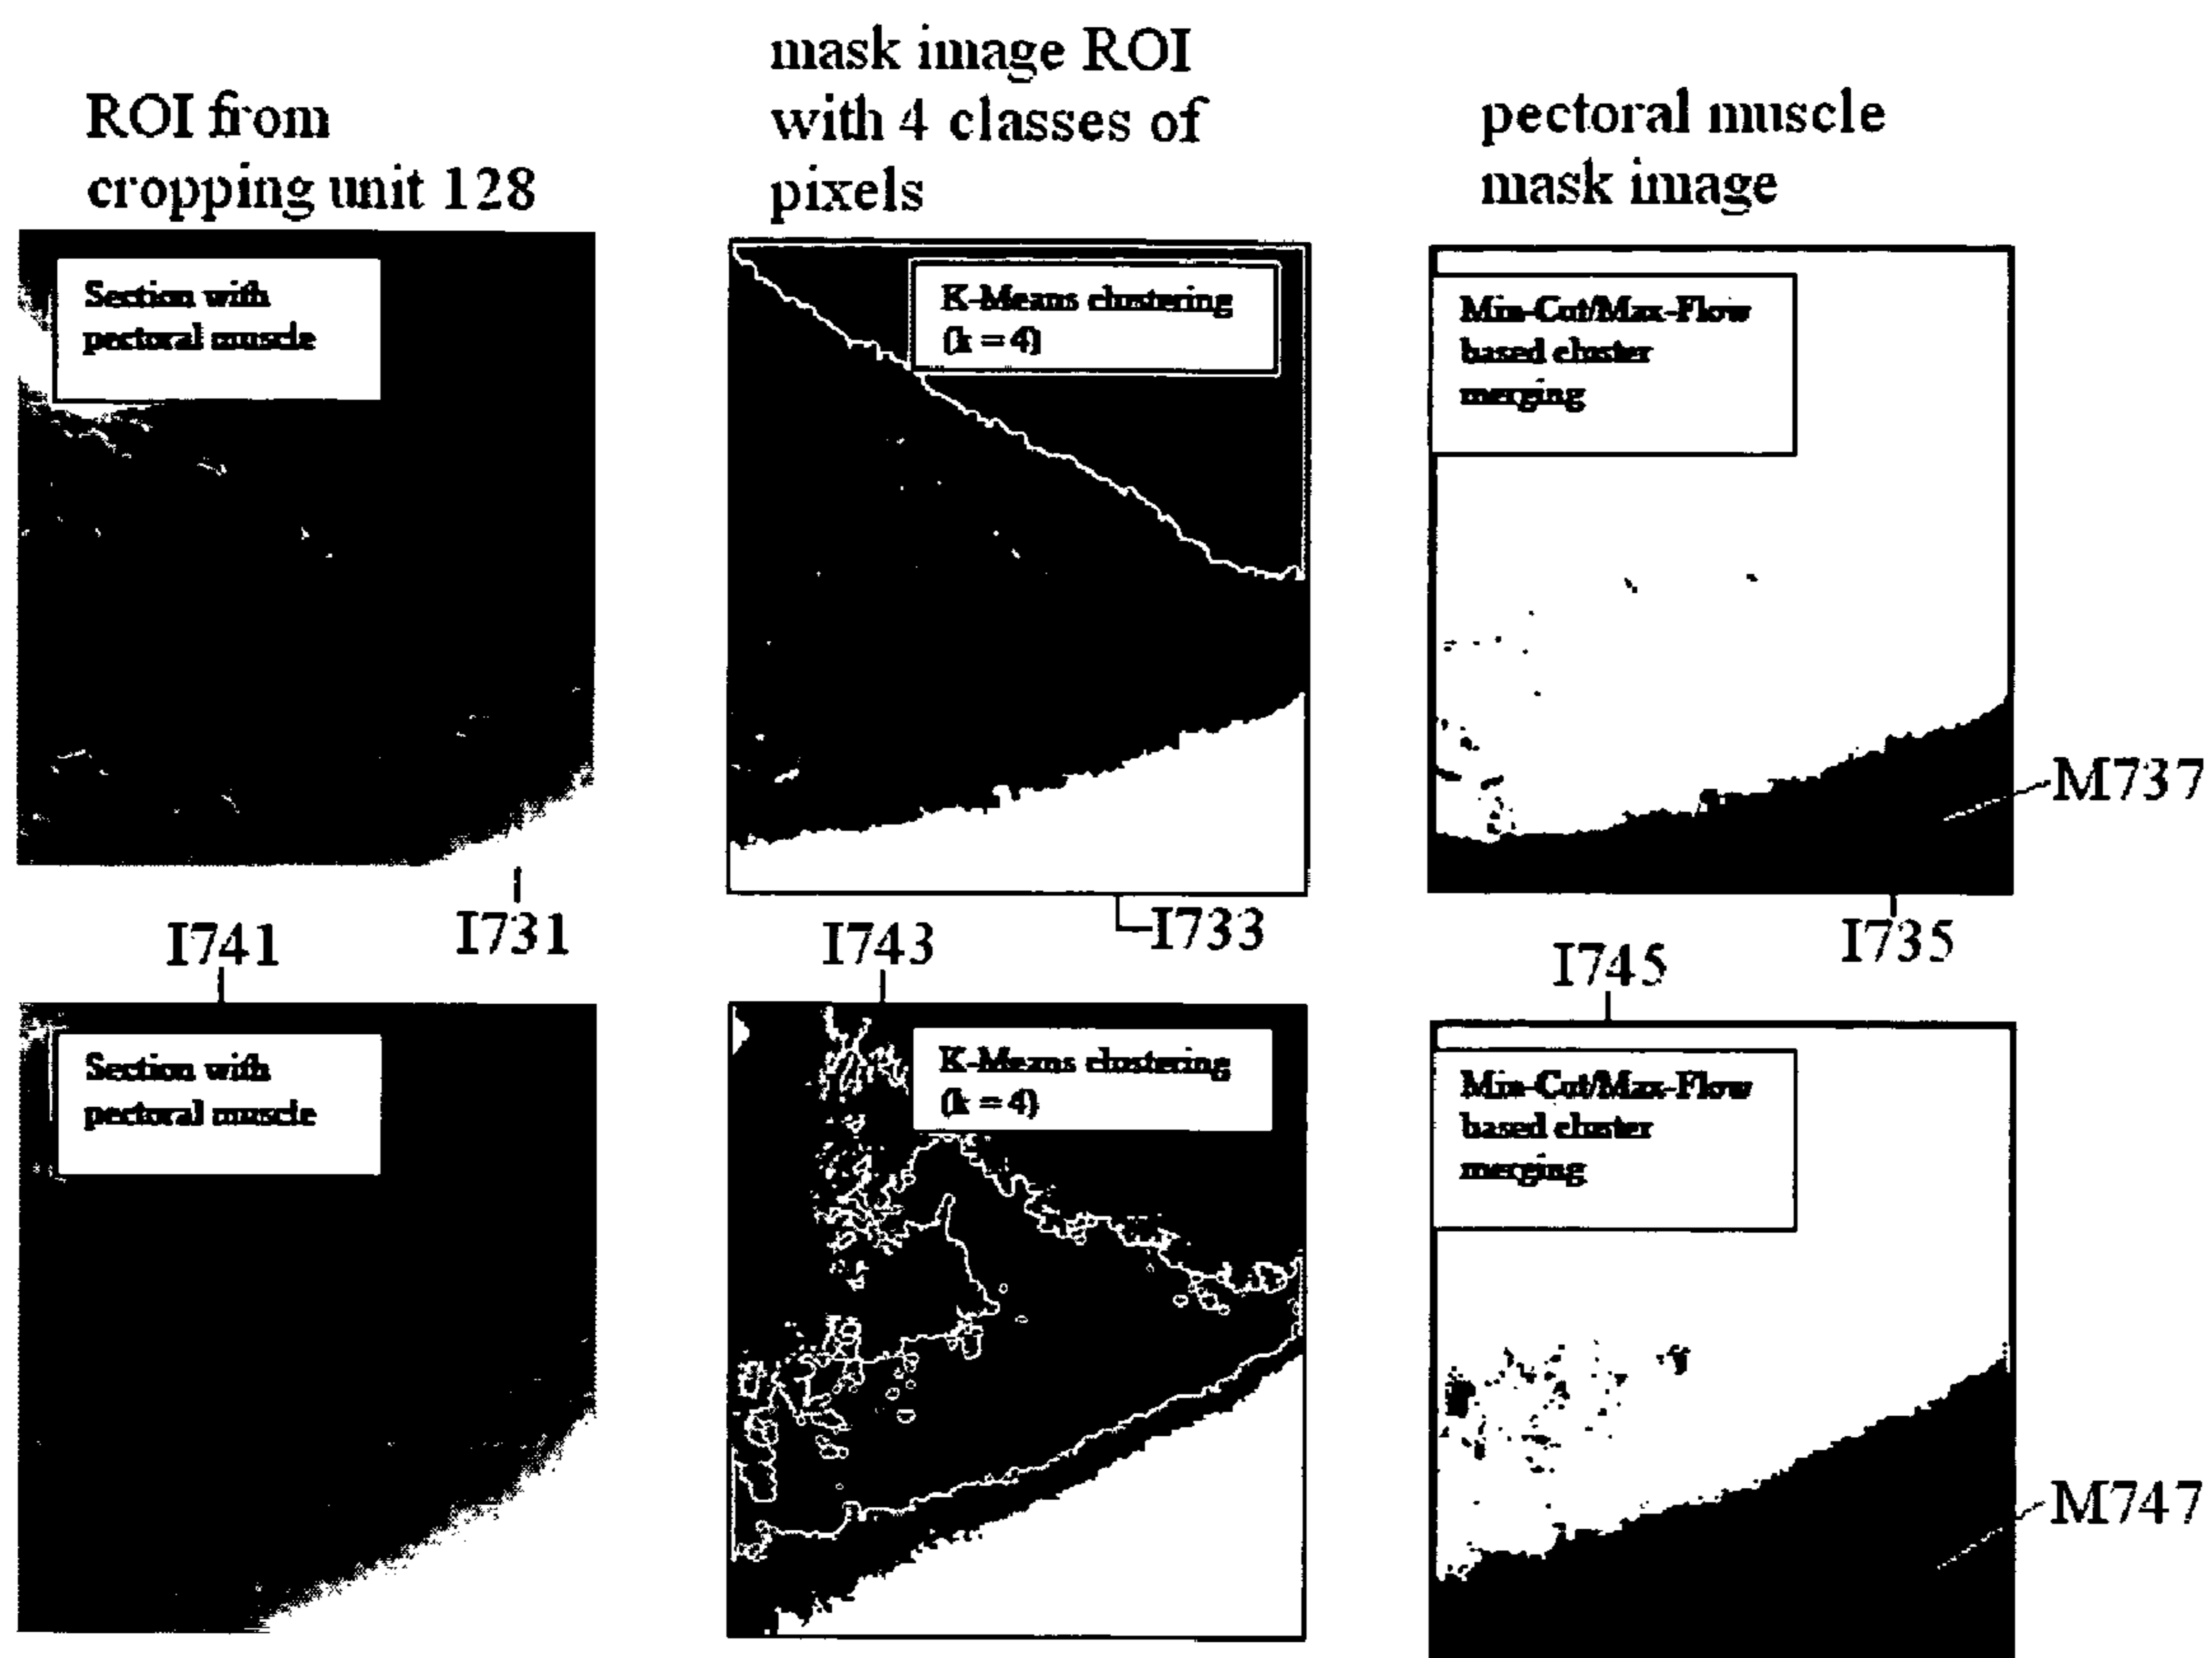 ROI from
cropping unit 128
mask image ROI
with 4 classes of
pixels
pectoral muscle
mask image
Section with
pectoral muscle
K-Means clustering
(k = 4)
Min-Cut/Max-Flow
based cluster
merging
M737
I731
I733
I735
I741
I743
I745
Section with
pectoral muscle
K-Means clustering
(k = 4)
Min-Cut/Max-Flow
based cluster
merging
M747